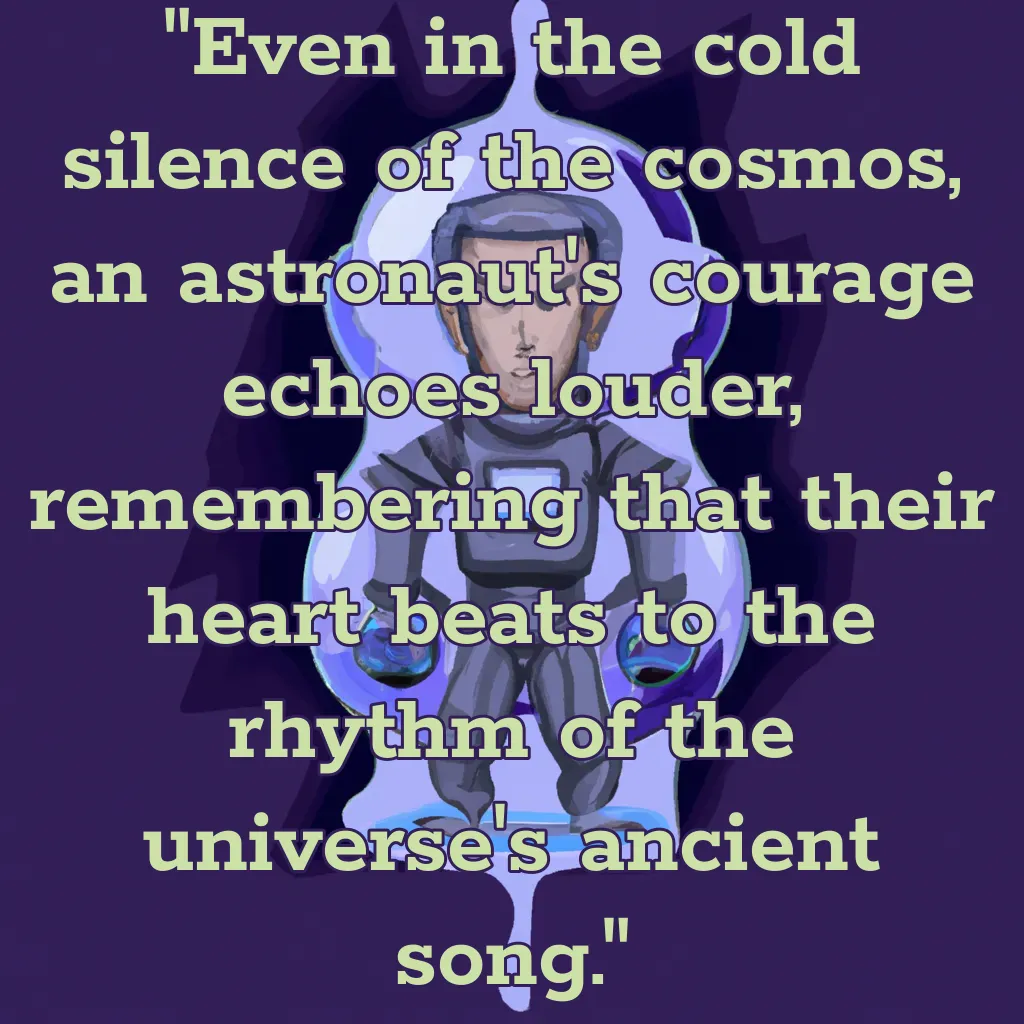 "Even in the cold
silence of the cosmos,
an astronaut's courage
echoes louder,
remembering that their
heart beats to the
rhythm of the
universe's ancient
song."